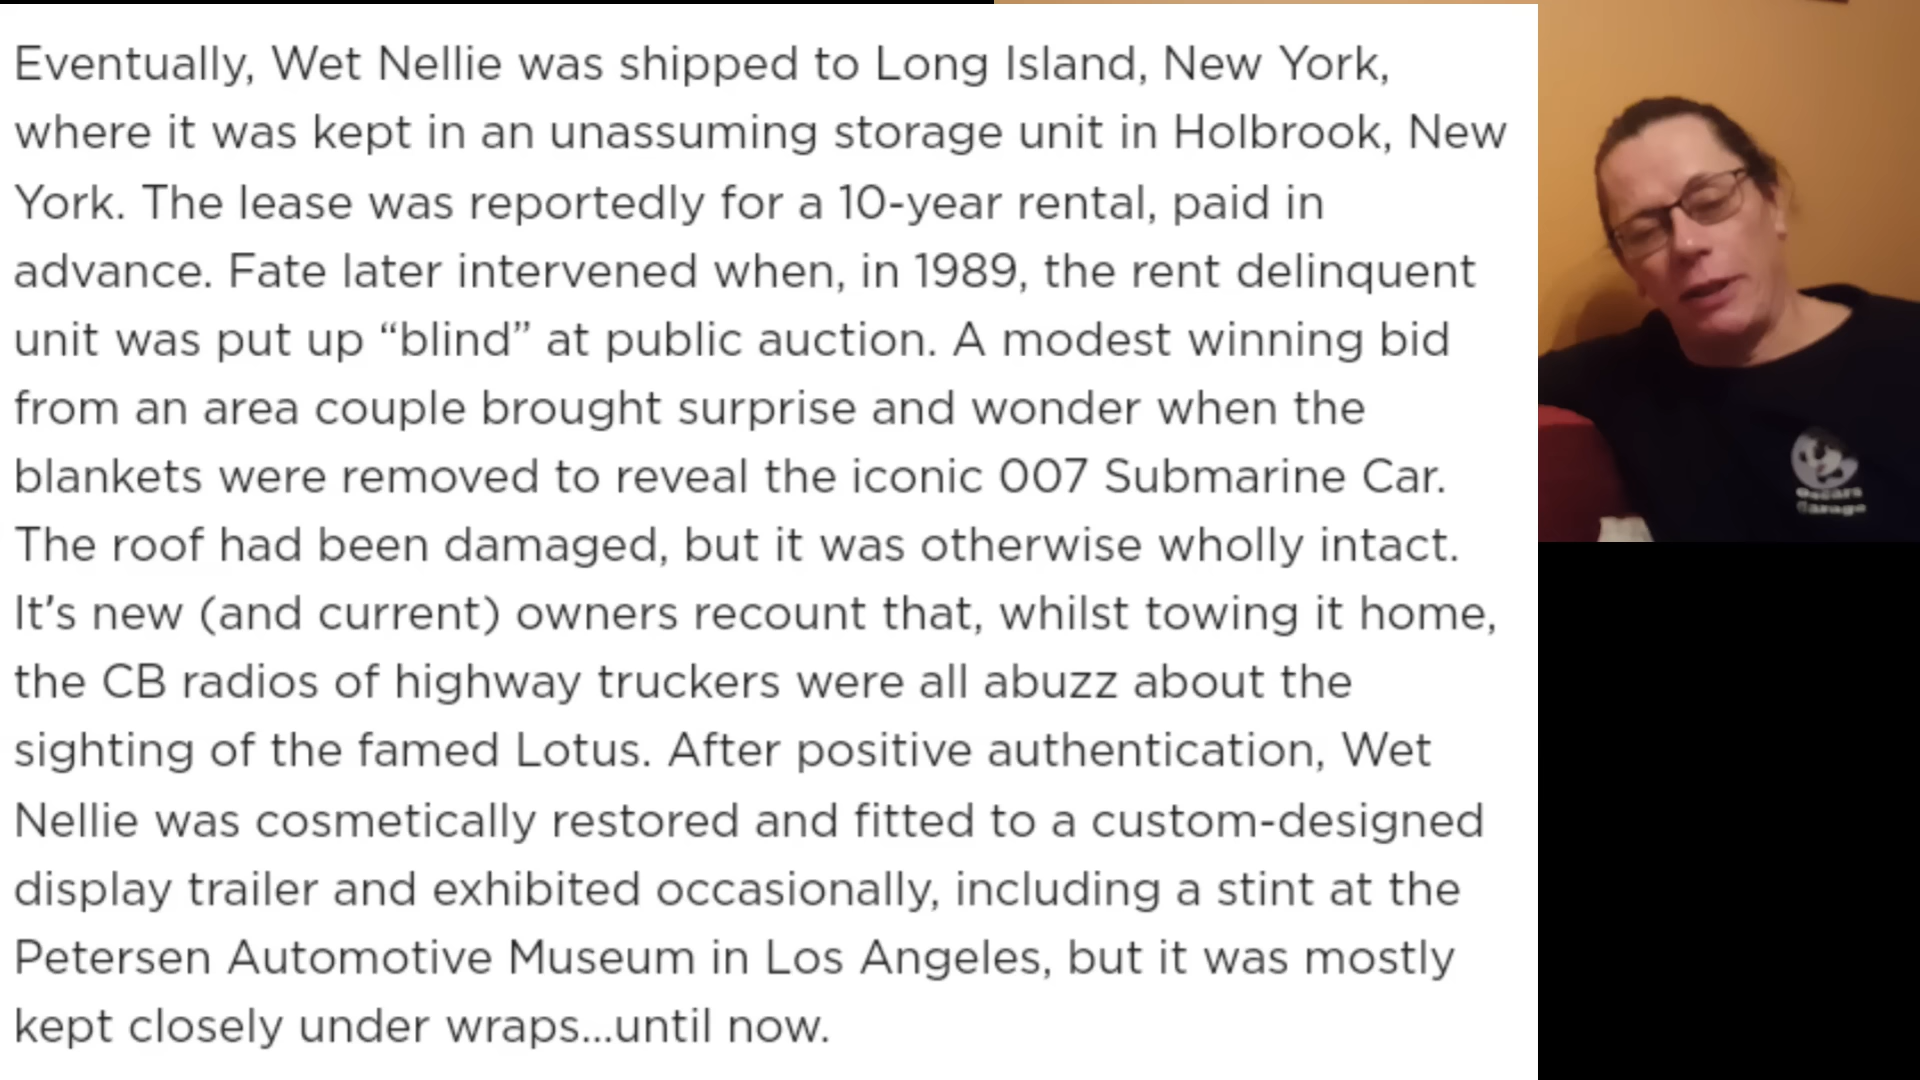 Eventually, Wet Nellie was shipped to Long Island, New York,
where it was kept in an unassuming storage unit in Holbrook, New
York. The lease was reportedly for a 10-year rental, paid in
advance. Fate later intervened when, in 1989, the rent delinquent
unit was put up “blind” at public auction. A modest winning bid
from an area couple brought surprise and wonder when the
blankets were removed to reveal the iconic 007 Submarine Car.
The roof had been damaged, but it was otherwise wholly intact.
It’s new (and current) owners recount that, whilst towing it home,
the CB radios of highway truckers were all abuzz about the
sighting of the famed Lotus. After positive authentication, Wet
Nellie was cosmetically restored and fitted to a custom-designed
display trailer and exhibited occasionally, including a stint at the
Petersen Automotive Museum in Los Angeles, but it was mostly
kept closely under wraps...until now.
Oscars
Garage